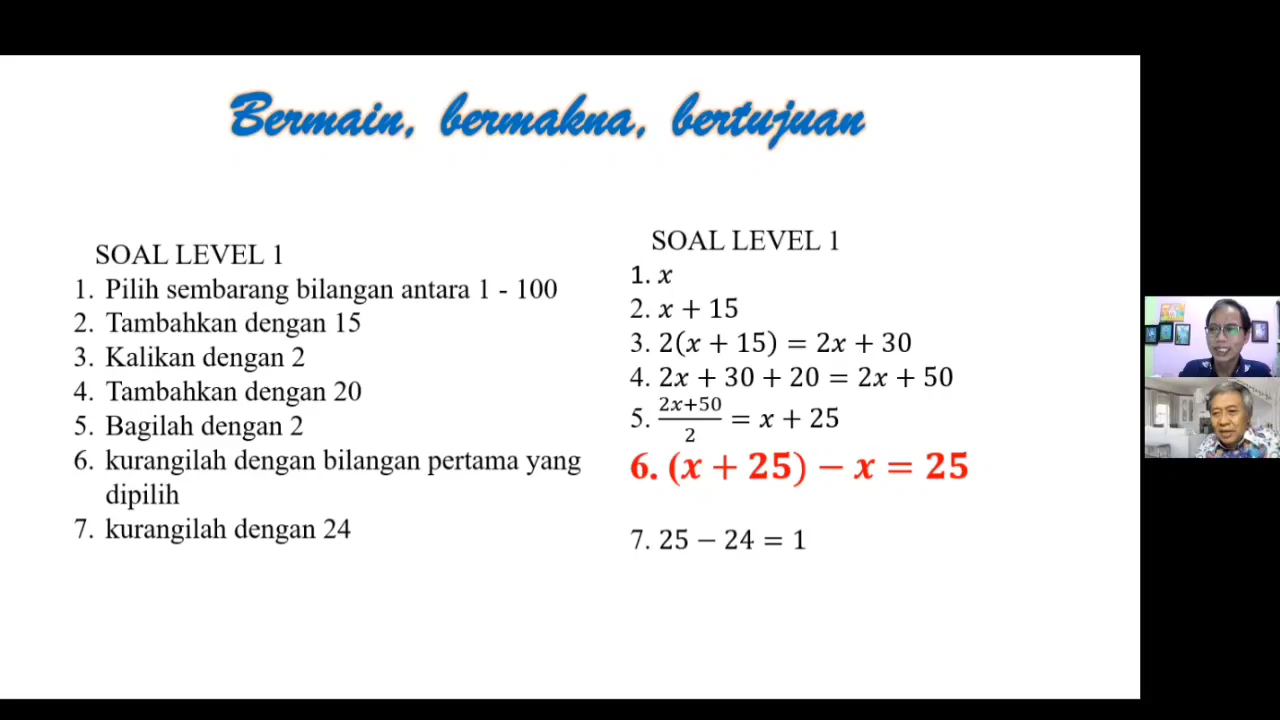 Bermain, bermakna, bertujuan
SOAL LEVEL 1
1. Pilih sembarang bilangan antara 1 - 100
2. Tambahkan dengan 15
3. Kalikan dengan 2
4. Tambahkan dengan 20
5. Bagilah dengan 2
6. kurangilah dengan bilangan pertama yang
dipilih
7. kurangilah dengan 24
SOAL LEVEL 1
1. x
2. x + 15
3. 2(x + 15) = 2x + 30
4. 2x + 30 + 20 = 2x + 50
5. (2x+50)/2 = x + 25
6. (x + 25) − x = 25
7. 25 − 24 = 1